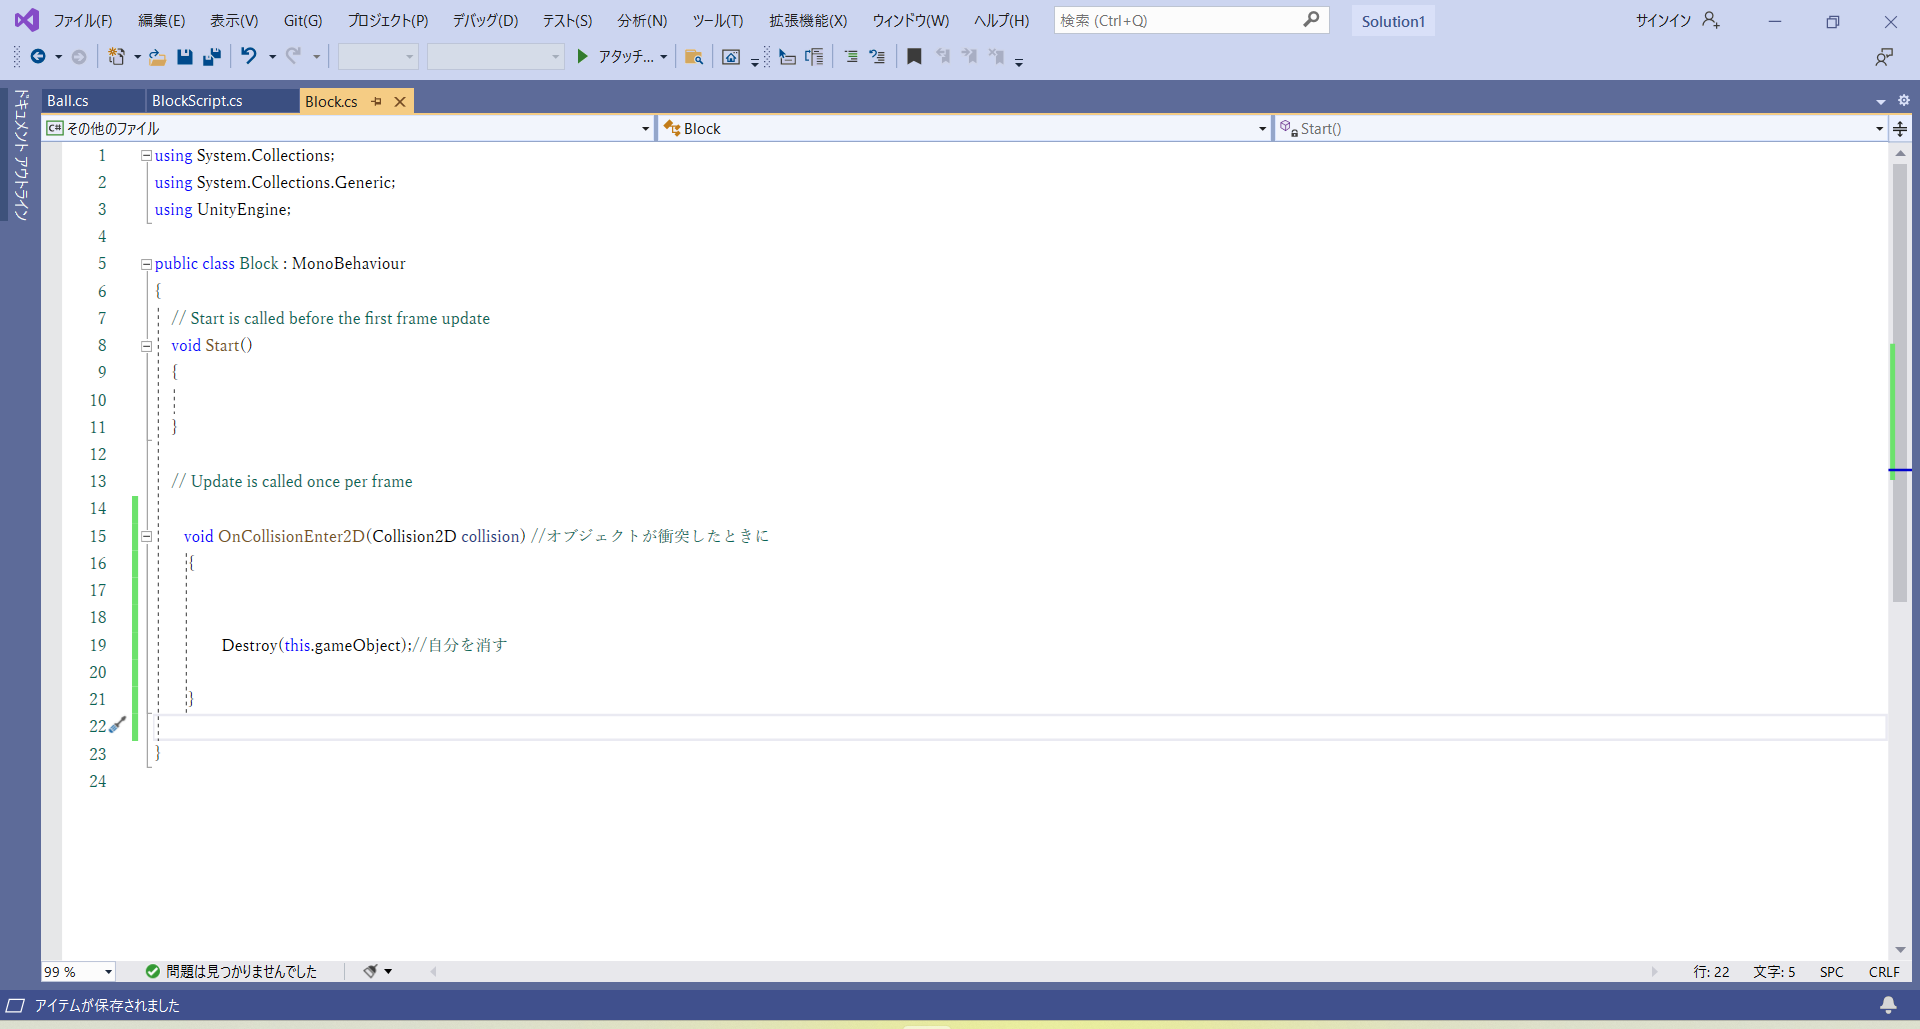 ファイル(F) 編集(E) 表示(V) Git(G) プロジェクト(P) デバッグ(D) テスト(S) 分析(N) ツール(T) 拡張機能(X) ウィンドウ(W) ヘルプ(H) 検索 (Ctrl+Q) Solution1 サインイン
アタッチ...
ドキュメント アウトライン
Ball.cs BlockScript.cs Block.cs
C# その他のファイル Block Start()
1 using System.Collections;
2 using System.Collections.Generic;
3 using UnityEngine;
4
5 public class Block : MonoBehaviour
6 {
7 // Start is called before the first frame update
8 void Start()
9 {
10
11 }
12
13 // Update is called once per frame
14
15 void OnCollisionEnter2D(Collision2D collision) //オブジェクトが衝突したときに
16 {
17
18
19 Destroy(this.gameObject);//自分を消す
20
21 }
22
23 }
24
99 % 問題は見つかりませんでした 行: 22 文字: 5 SPC CRLF
アイテムが保存されました